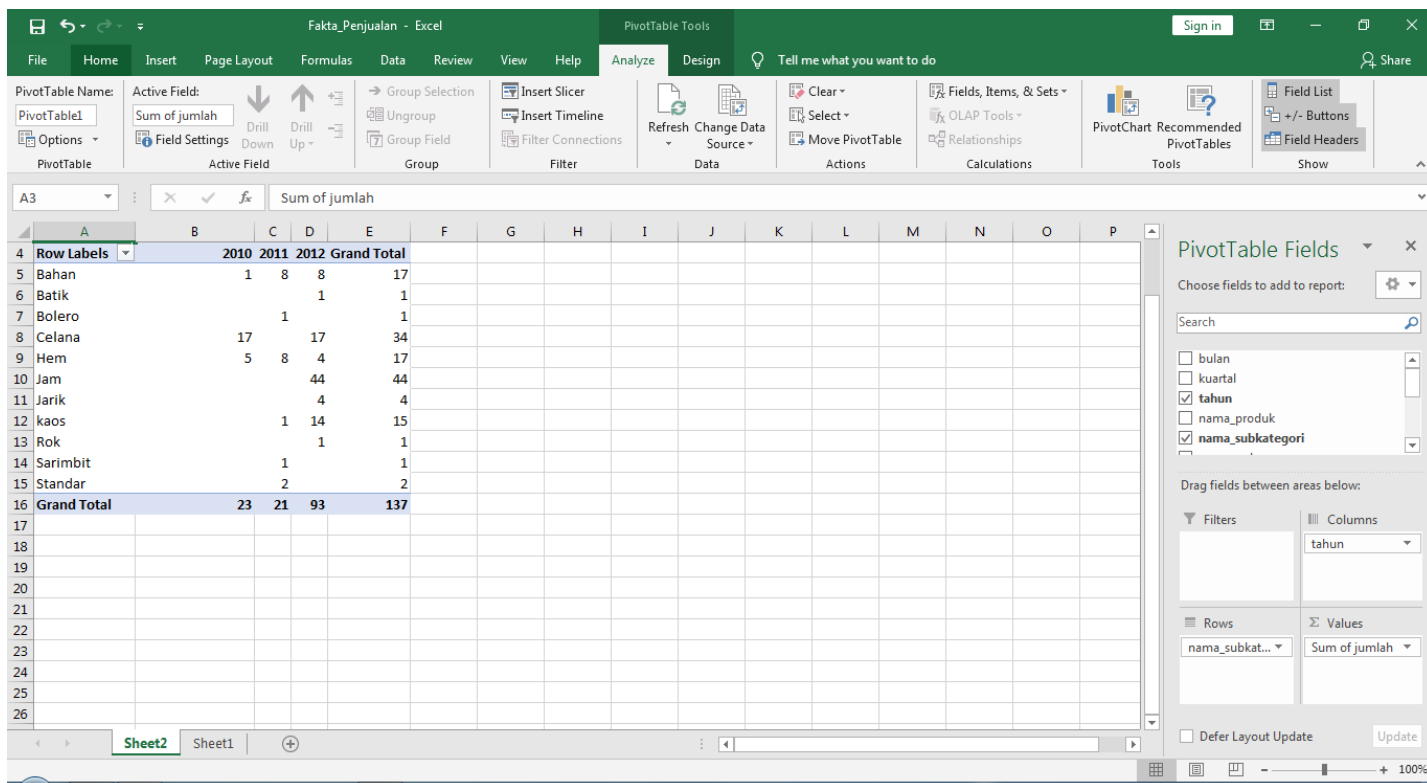 Fakta_Penjualan - Excel
PivotTable Tools
Sign in
File Home Insert Page Layout Formulas Data Review View Help Analyze Design Tell me what you want to do Share
PivotTable Name:
PivotTable1
Options
PivotTable
Active Field:
Sum of jumlah
Field Settings
Drill Down
Drill Up
Active Field
Group Selection
Ungroup
Group Field
Group
Insert Slicer
Insert Timeline
Filter Connections
Filter
Refresh
Change Data Source
Data
Clear
Select
Move PivotTable
Actions
Fields, Items, & Sets
OLAP Tools
Relationships
Calculations
PivotChart
Recommended PivotTables
Tools
Field List
+/- Buttons
Field Headers
Show
A3 fx Sum of jumlah
A B C D E F G H I J K L M N O P
4 Row Labels 2010 2011 2012 Grand Total
5 Bahan 1 8 8 17
6 Batik 1 1
7 Bolero 1 1
8 Celana 17 17 34
9 Hem 5 8 4 17
10 Jam 44 44
11 Jarik 4 4
12 kaos 1 14 15
13 Rok 1 1
14 Sarimbit 1 1
15 Standar 2 2
16 Grand Total 23 21 93 137
17
18
19
20
21
22
23
24
25
26
PivotTable Fields
Choose fields to add to report:
Search
bulan
kuartal
tahun
nama_produk
nama_subkategori
Drag fields between areas below:
Filters
Columns
tahun
Rows
nama_subkat...
Σ Values
Sum of jumlah
Defer Layout Update
Update
Sheet2 Sheet1
100%